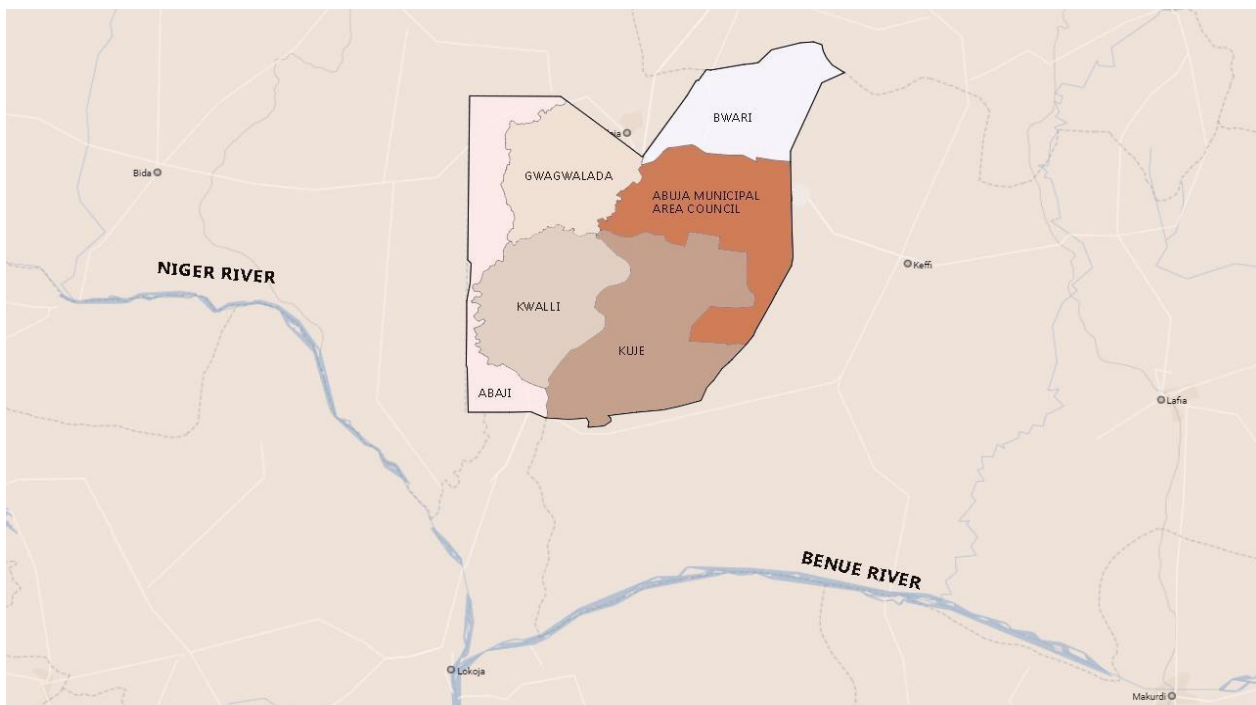 BWARI
Bida
GWAGWALADA
ABUJA MUNICIPAL
AREA COUNCIL
NIGER RIVER
Keffi
KWALLI
KUJE
ABAJI
Lafia
BENUE RIVER
Lokoja
Makurdi